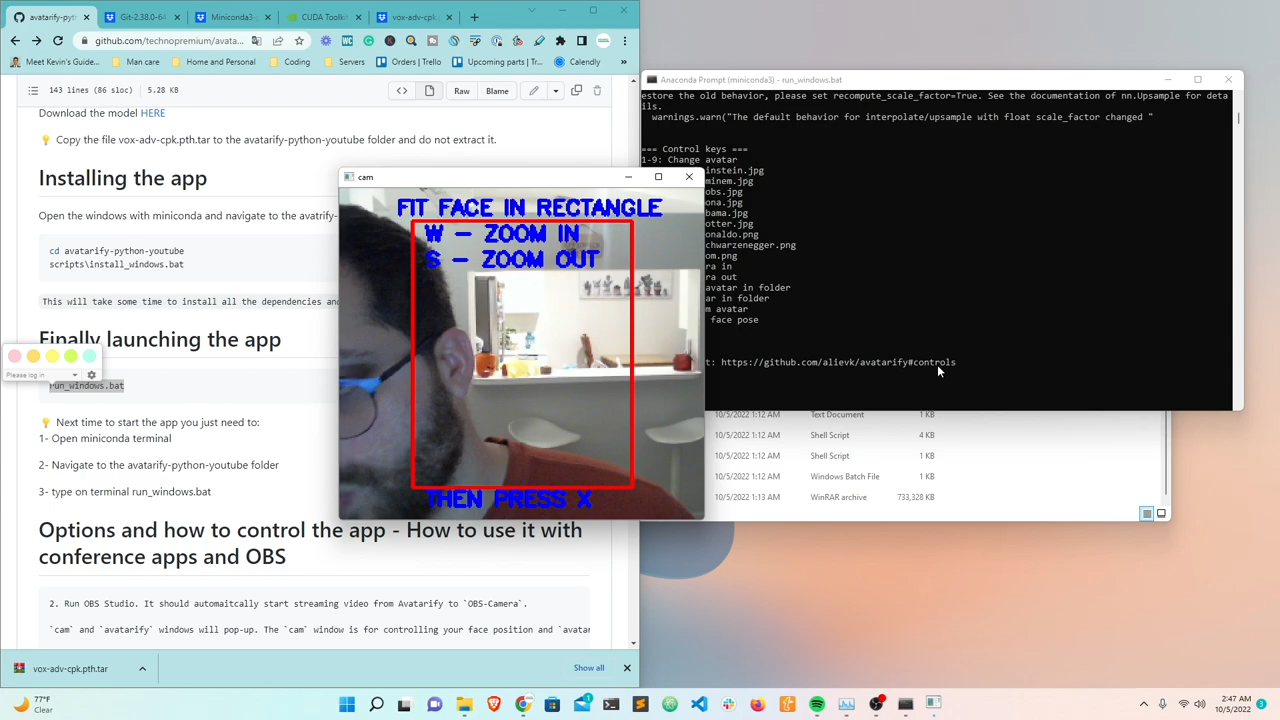 avatarify-p
Git-2.38.0-64
Miniconda3-
CUDA Toolki
vox-adv-cpk
github.com/technopremium/avata...
Meet Kevin's Guide...
Man care
Home and Personal
Coding
Servers
Orders | Trello
Upcoming parts | Tr...
Calendly
143 lines (80 sloc)
5.28 KB
Raw
Blame
Download the model HERE
Copy the file vox-adv-cpk.pth.tar to the avatarify-python-youtube folder and do not extract it.
Installing the app
Open the windows with miniconda and navigate to the avatrify-
cd avatarify-python-youtube
scripts\install_windows.bat
This will take some time to install all the dependencies and
Finally launching the app
Please log in
run_windows.bat
Next time to start the app you just need to:
1- Open miniconda terminal
2- Navigate to the avatarify-python-youtube folder
3- type on terminal run_windows.bat
Options and how to control the app - How to use it with
conference apps and OBS
2. Run OBS Studio. It should automaitcally start streaming video from Avatarify to `OBS-Camera`.
`cam` and `avatarify` windows will pop-up. The `cam` window is for controlling your face position and `avatar
vox-adv-cpk.pth.tar
Show all
cam
FIT FACE IN RECTANGLE
W - ZOOM IN
S - ZOOM OUT
THEN PRESS X
Anaconda Prompt (miniconda3) - run_windows.bat
estore the old behavior, please set recompute_scale_factor=True. See the documentation of nn.Upsample for deta
ils.
warnings.warn("The default behavior for interpolate/upsample with float scale_factor changed "
=== Control keys ===
1-9: Change avatar
instein.jpg
minem.jpg
obs.jpg
ona.jpg
bama.jpg
otter.jpg
onaldo.png
chwarzenegger.png
om.png
ra in
ra out
avatar in folder
ar in folder
m avatar
face pose
t: https://github.com/alievk/avatarify#controls
10/5/2022 1:12 AM Text Document 1 KB
10/5/2022 1:12 AM Shell Script 4 KB
10/5/2022 1:12 AM Shell Script 1 KB
10/5/2022 1:12 AM Windows Batch File 1 KB
10/5/2022 1:13 AM WinRAR archive 733,328 KB
77°F
Clear
2:47 AM
10/5/2022